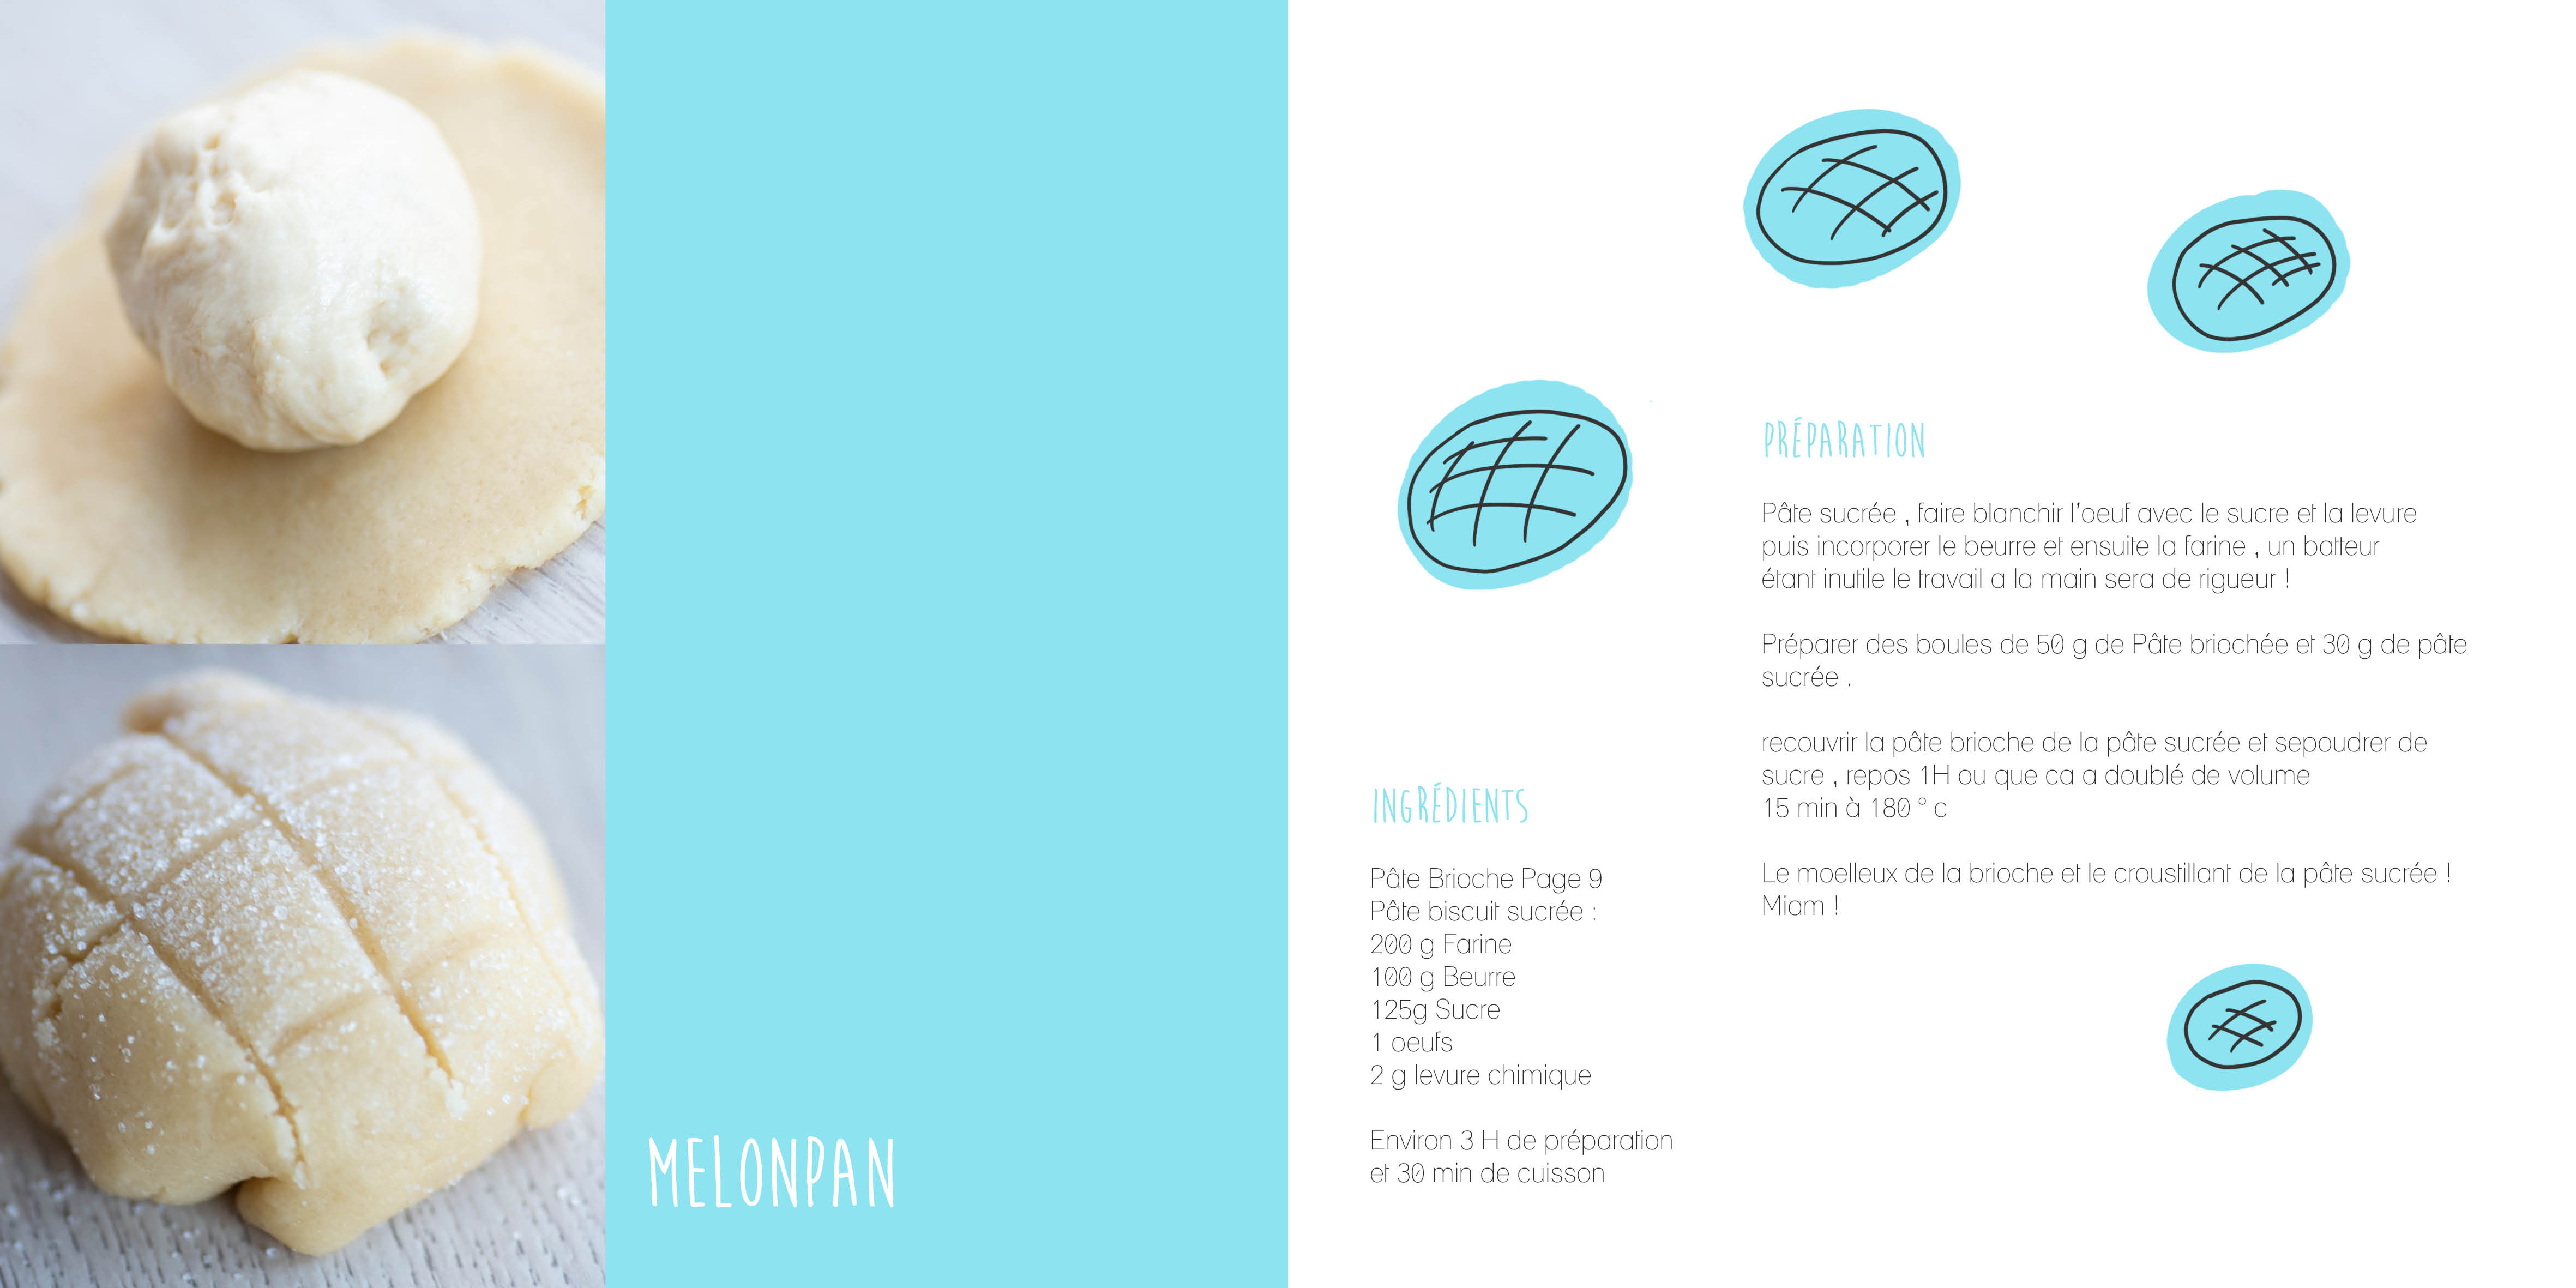 MELONPAN
INGRÉDIENTS
Pâte Brioche Page 9
Pâte biscuit sucrée :
200 g Farine
100 g Beurre
125g Sucre
1 oeufs
2 g levure chimique
Environ 3 H de préparation
et 30 min de cuisson
PRÉPARATION
Pâte sucrée , faire blanchir l'oeuf avec le sucre et la levure
puis incorporer le beurre et ensuite la farine , un batteur
étant inutile le travail a la main sera de rigueur !
Préparer des boules de 50 g de Pâte briochée et 30 g de pâte
sucrée .
recouvrir la pâte brioche de la pâte sucrée et sepoudrer de
sucre , repos 1H ou que ca a doublé de volume
15 min à 180 ° c
Le moelleux de la brioche et le croustillant de la pâte sucrée !
Miam !